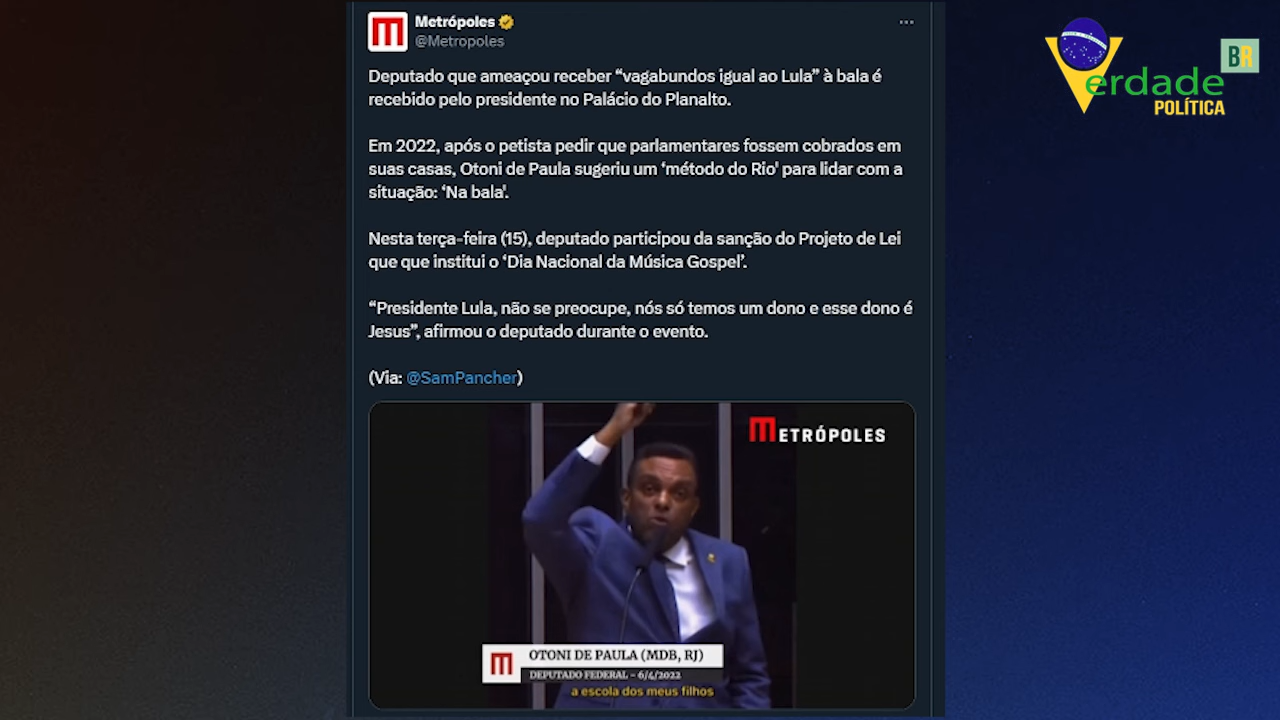 Metrópoles
@Metropoles
Deputado que ameaçou receber “vagabundos igual ao Lula” à bala é
recebido pelo presidente no Palácio do Planalto.
Em 2022, após o petista pedir que parlamentares fossem cobrados em
suas casas, Otoni de Paula sugeriu um ‘método do Rio' para lidar com a
situação: ‘Na bala'.
Nesta terça-feira (15), deputado participou da sanção do Projeto de Lei
que que institui o ‘Dia Nacional da Música Gospel’.
“Presidente Lula, não se preocupe, nós só temos um dono e esse dono é
Jesus”, afirmou o deputado durante o evento.
(Via: @SamPancher)
METRÓPOLES
OTONI DE PAULA (MDB, RJ)
DEPUTADO FEDERAL - 6/4/2022
a escola dos meus filhos
Verdade
POLÍTICA
BR